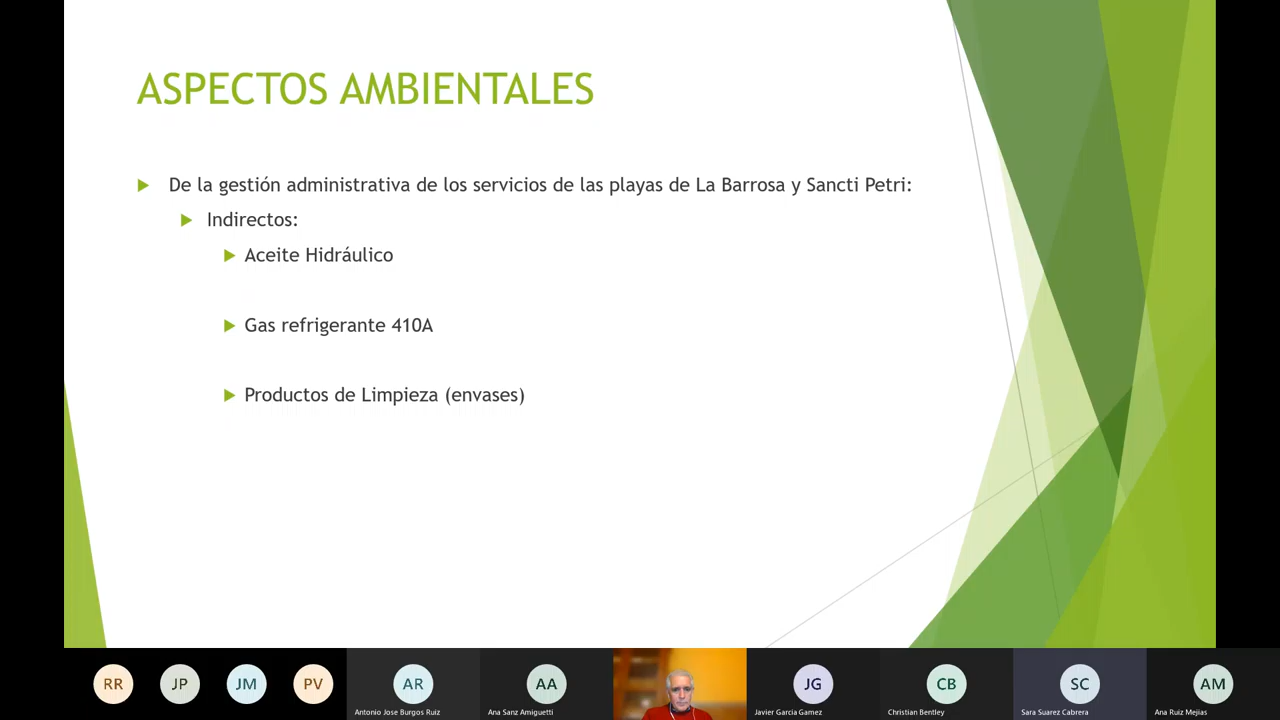 ASPECTOS AMBIENTALES
De la gestión administrativa de los servicios de las playas de La Barrosa y Sancti Petri:
Indirectos:
Aceite Hidráulico
Gas refrigerante 410A
Productos de Limpieza (envases)
RR
JP
JM
PV
AR
AA
JG
CB
SC
AM
Antonio Jose Burgos Ruiz
Ana Sanz Amiguetti
Javier García Gamez
Christian Bentley
Sara Suarez Cabrera
Ana Ruiz Mejías